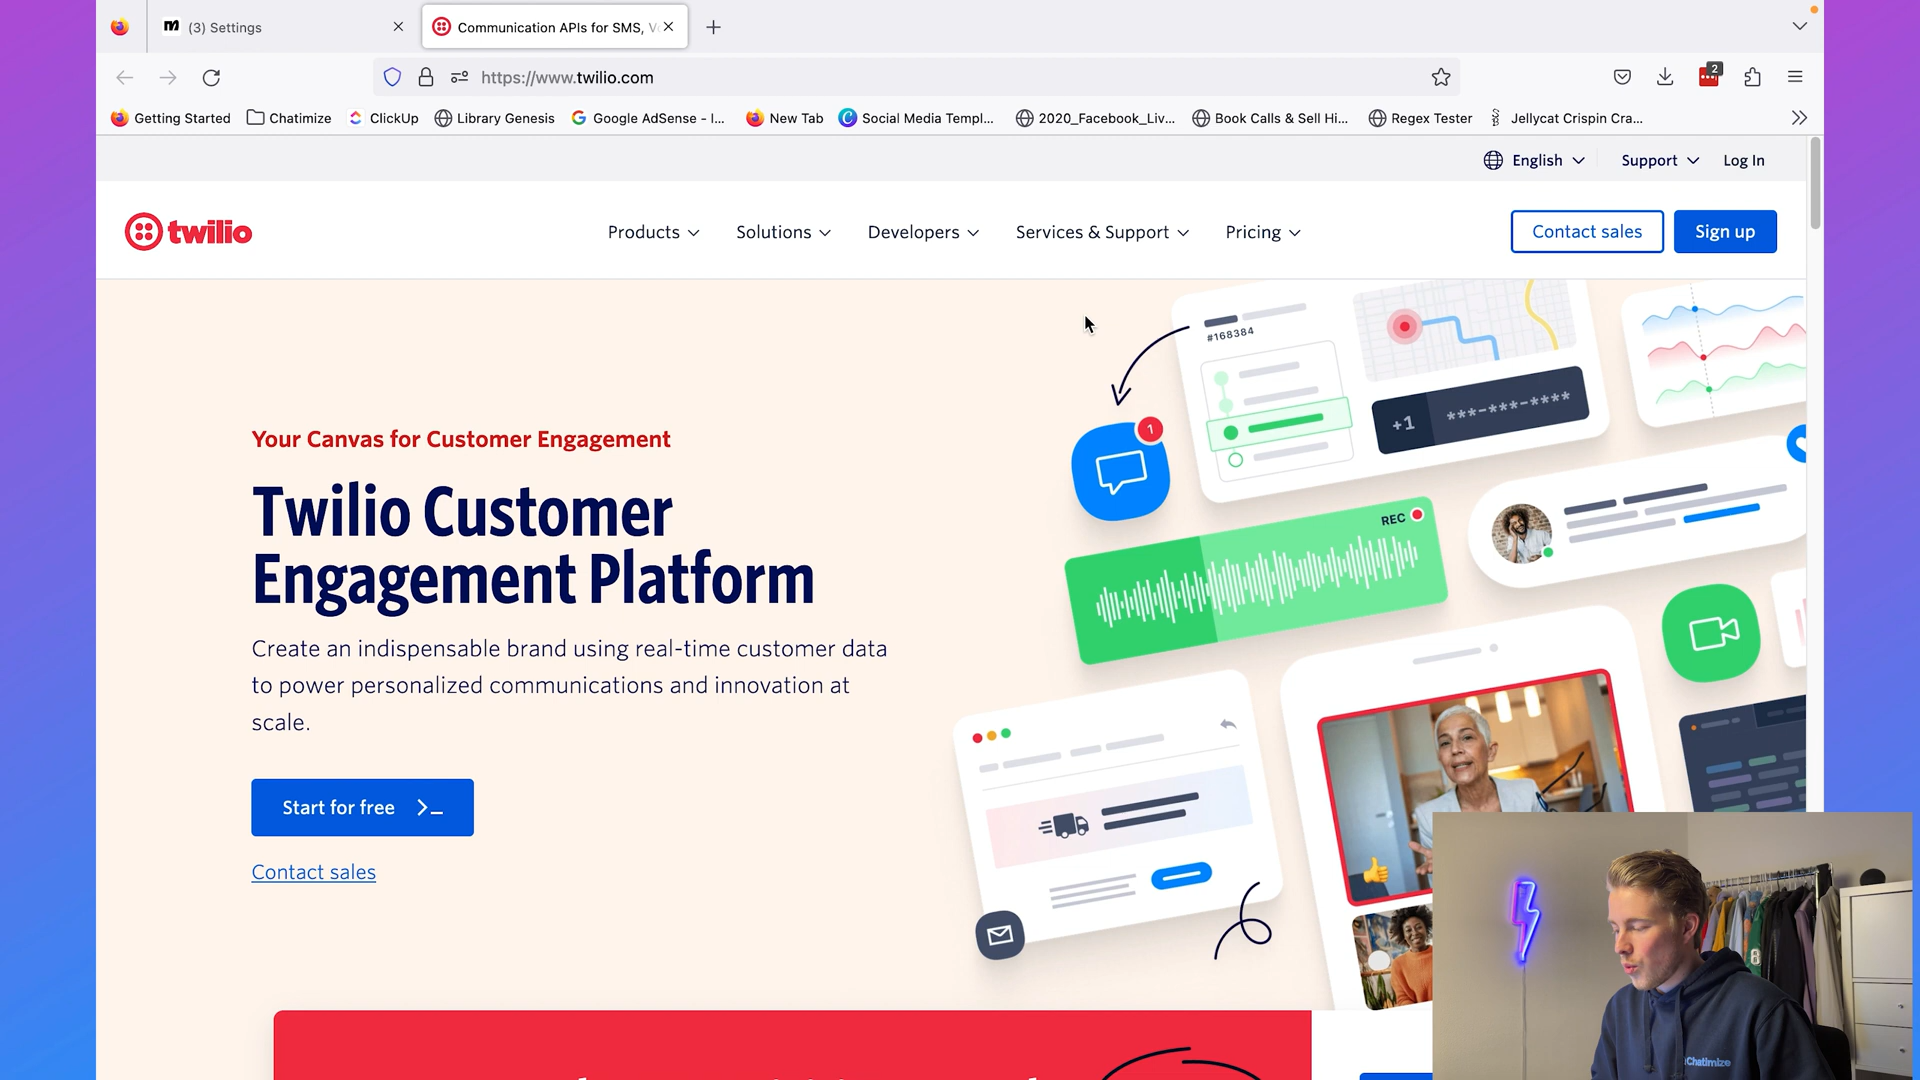 (3) Settings
Communication APIs for SMS, V
https://www.twilio.com
2
Getting Started
Chatimize
ClickUp
Library Genesis
Google AdSense - I...
New Tab
Social Media Templ...
2020_Facebook_Liv...
Book Calls & Sell Hi...
Regex Tester
Jellycat Crispin Cra...
English
Support
Log In
twilio
Products
Solutions
Developers
Services & Support
Pricing
Contact sales
Sign up
#168384
+1 ***-***-****
1
REC
Your Canvas for Customer Engagement
Twilio Customer
Engagement Platform
Create an indispensable brand using real-time customer data
to power personalized communications and innovation at
scale.
Start for free
Contact sales
Chatimize